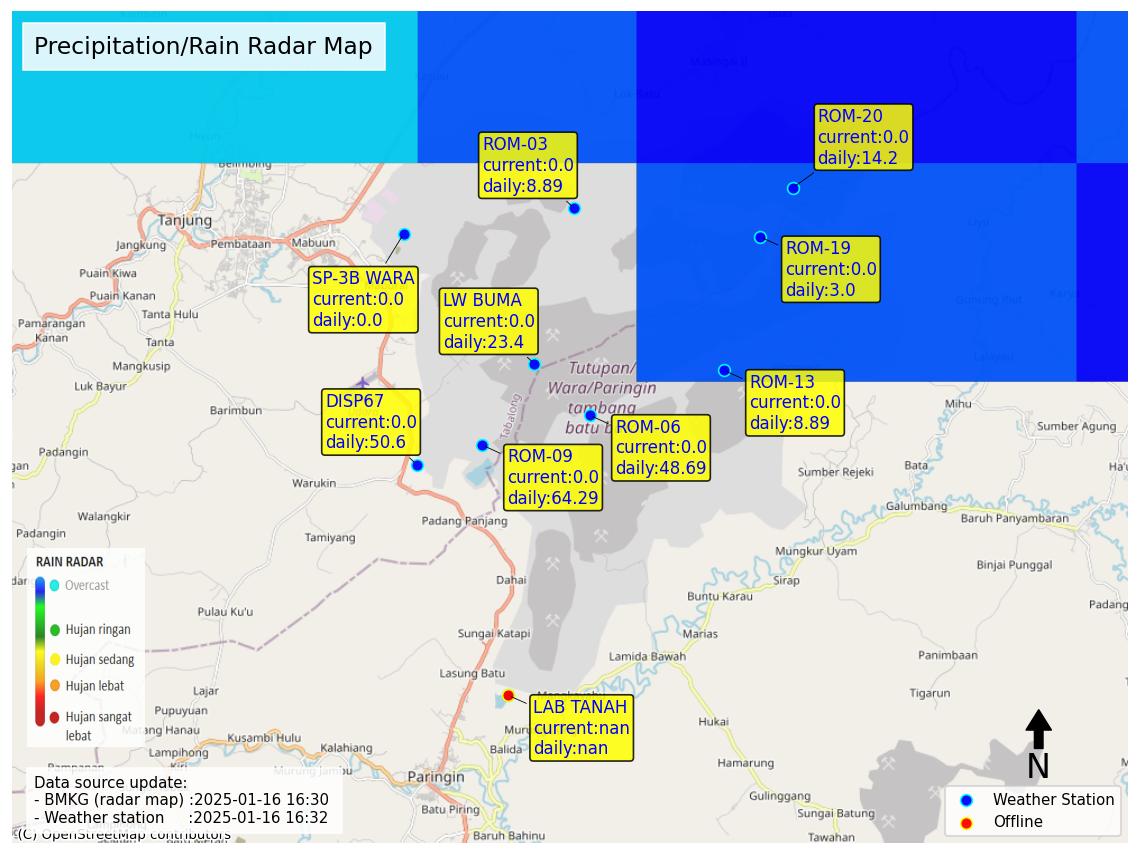 Precipitation/Rain Radar Map
Belimbing
Tanjung
Jangkung
Pembataan
Mabuun
Puain Kiwa
Puain Kanan
Tanta Hulu
Pamarangan
Kanan
Tanta
Mangkusip
Luk Bayur
Barimbun
ROM-03
current:0.0
daily:8.89
ROM-20
current:0.0
daily:14.2
ROM-19
current:0.0
daily:3.0
SP-3B WARA
current:0.0
daily:0.0
LW BUMA
current:0.0
daily:23.4
Tutupan/
Wara/Paringin
tambang
batu b
Tabalong
ROM-13
current:0.0
daily:8.89
DISP67
current:0.0
daily:50.6
ROM-06
current:0.0
daily:48.69
ROM-09
current:0.0
daily:64.29
Mihu
Sumber Agung
Sumber Rejeki
Bata
Galumbang
Baruh Panyambaran
Padang
Warukin
Walangkir
Padangin
Tamiyang
Padang Panjang
Mungkur Uyam
Binjai Punggal
Sirap
Dahai
Buntu Karau
Padang
Pulau Ku'u
Sungai Katapi
Marias
Lamida Bawah
Panimbaan
Lasung Batu
Tigarun
Lajar
Pupuyuan
Matang Hanau
Lampihong
Kusambi Hulu
Kalahiang
Murung Jambu
Hukai
Hamarung
Balida
Paringin
Batu Piring
Baruh Bahinu
Gulinggang
Sungai Batung
Tawahan
LAB TANAH
current:nan
daily:nan
RAIN RADAR
Overcast
Hujan ringan
Hujan sedang
Hujan lebat
Hujan sangat
lebat
Data source update:
- BMKG (radar map) :2025-01-16 16:30
- Weather station :2025-01-16 16:32
(C) OpenStreetMap contributors
N
Weather Station
Offline